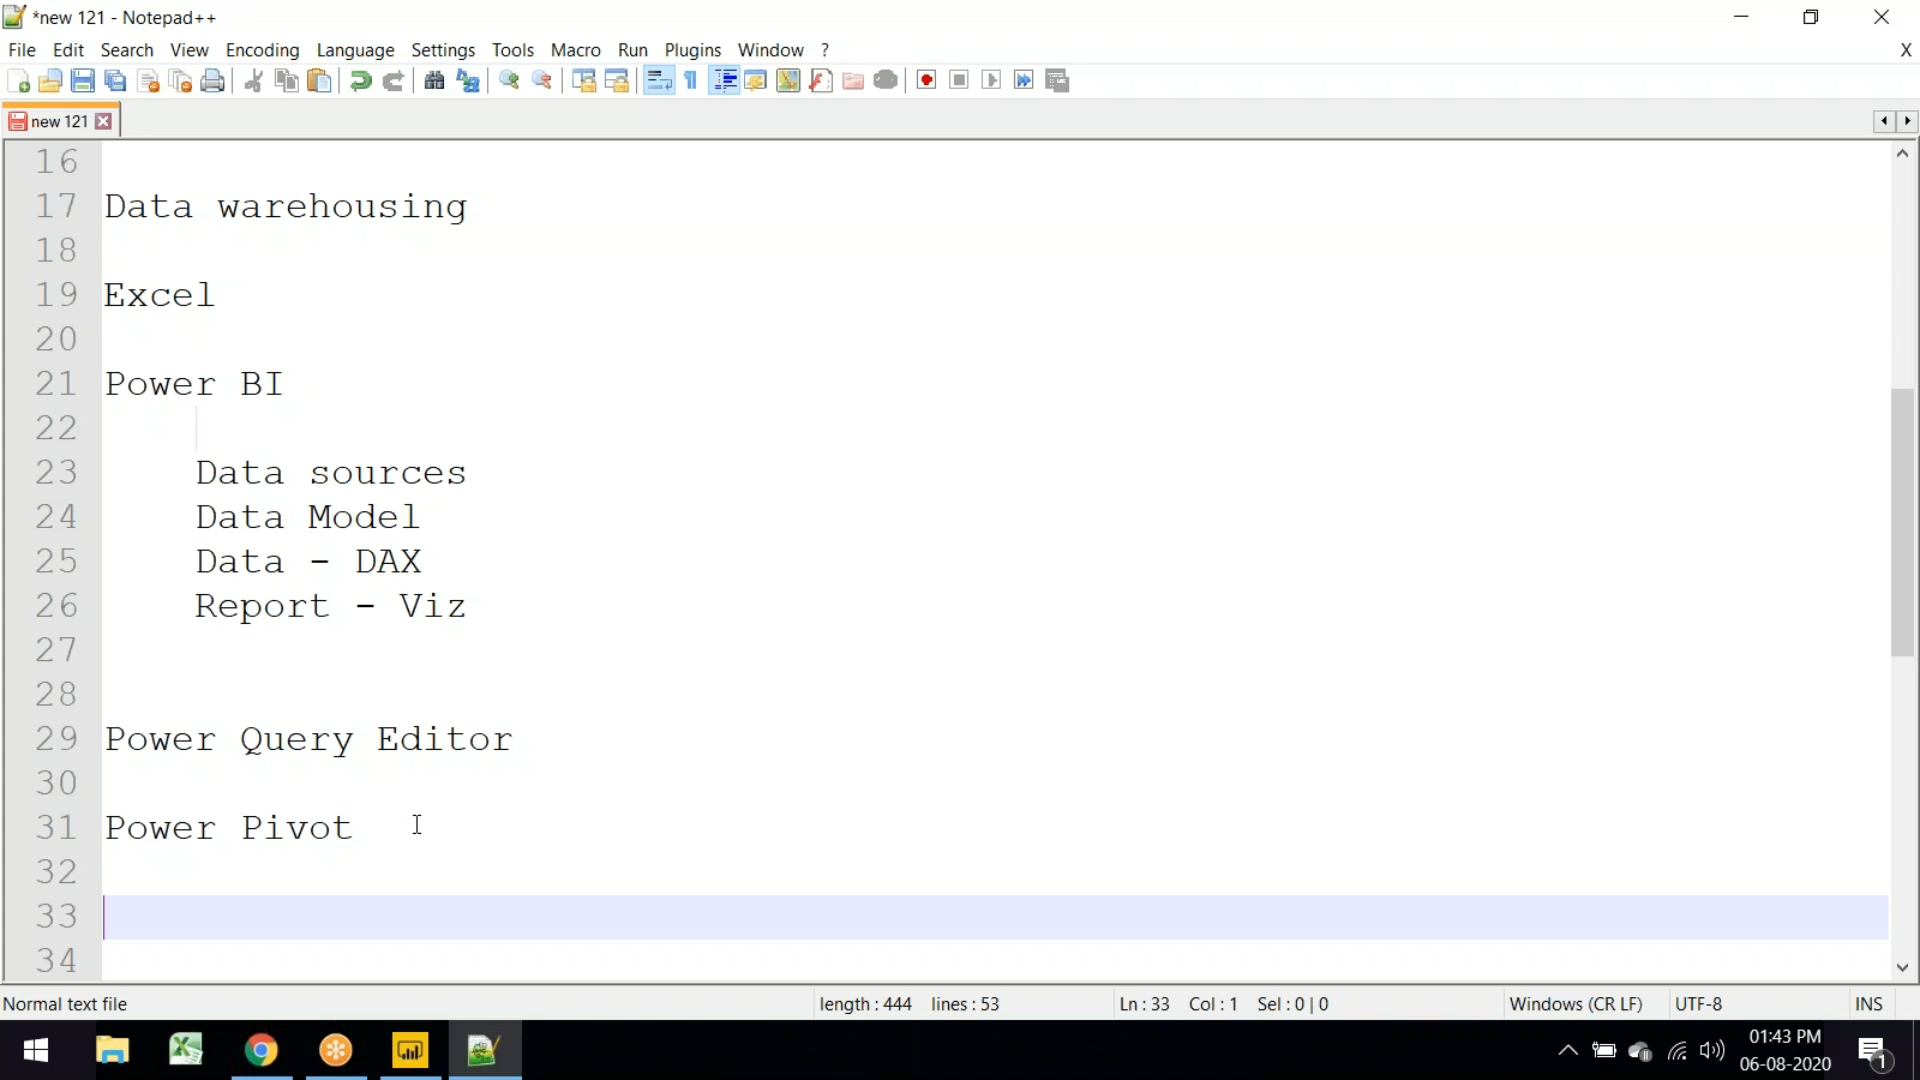 *new 121 - Notepad++
File Edit Search View Encoding Language Settings Tools Macro Run Plugins Window ? X
new 121
16
17 Data warehousing
18
19 Excel
20
21 Power BI
22
23 Data sources
24 Data Model
25 Data - DAX
26 Report - Viz
27
28
29 Power Query Editor
30
31 Power Pivot
32
33
34
Normal text file length : 444 lines : 53 Ln : 33 Col : 1 Sel : 0 | 0 Windows (CR LF) UTF-8 INS
01:43 PM
06-08-2020
1